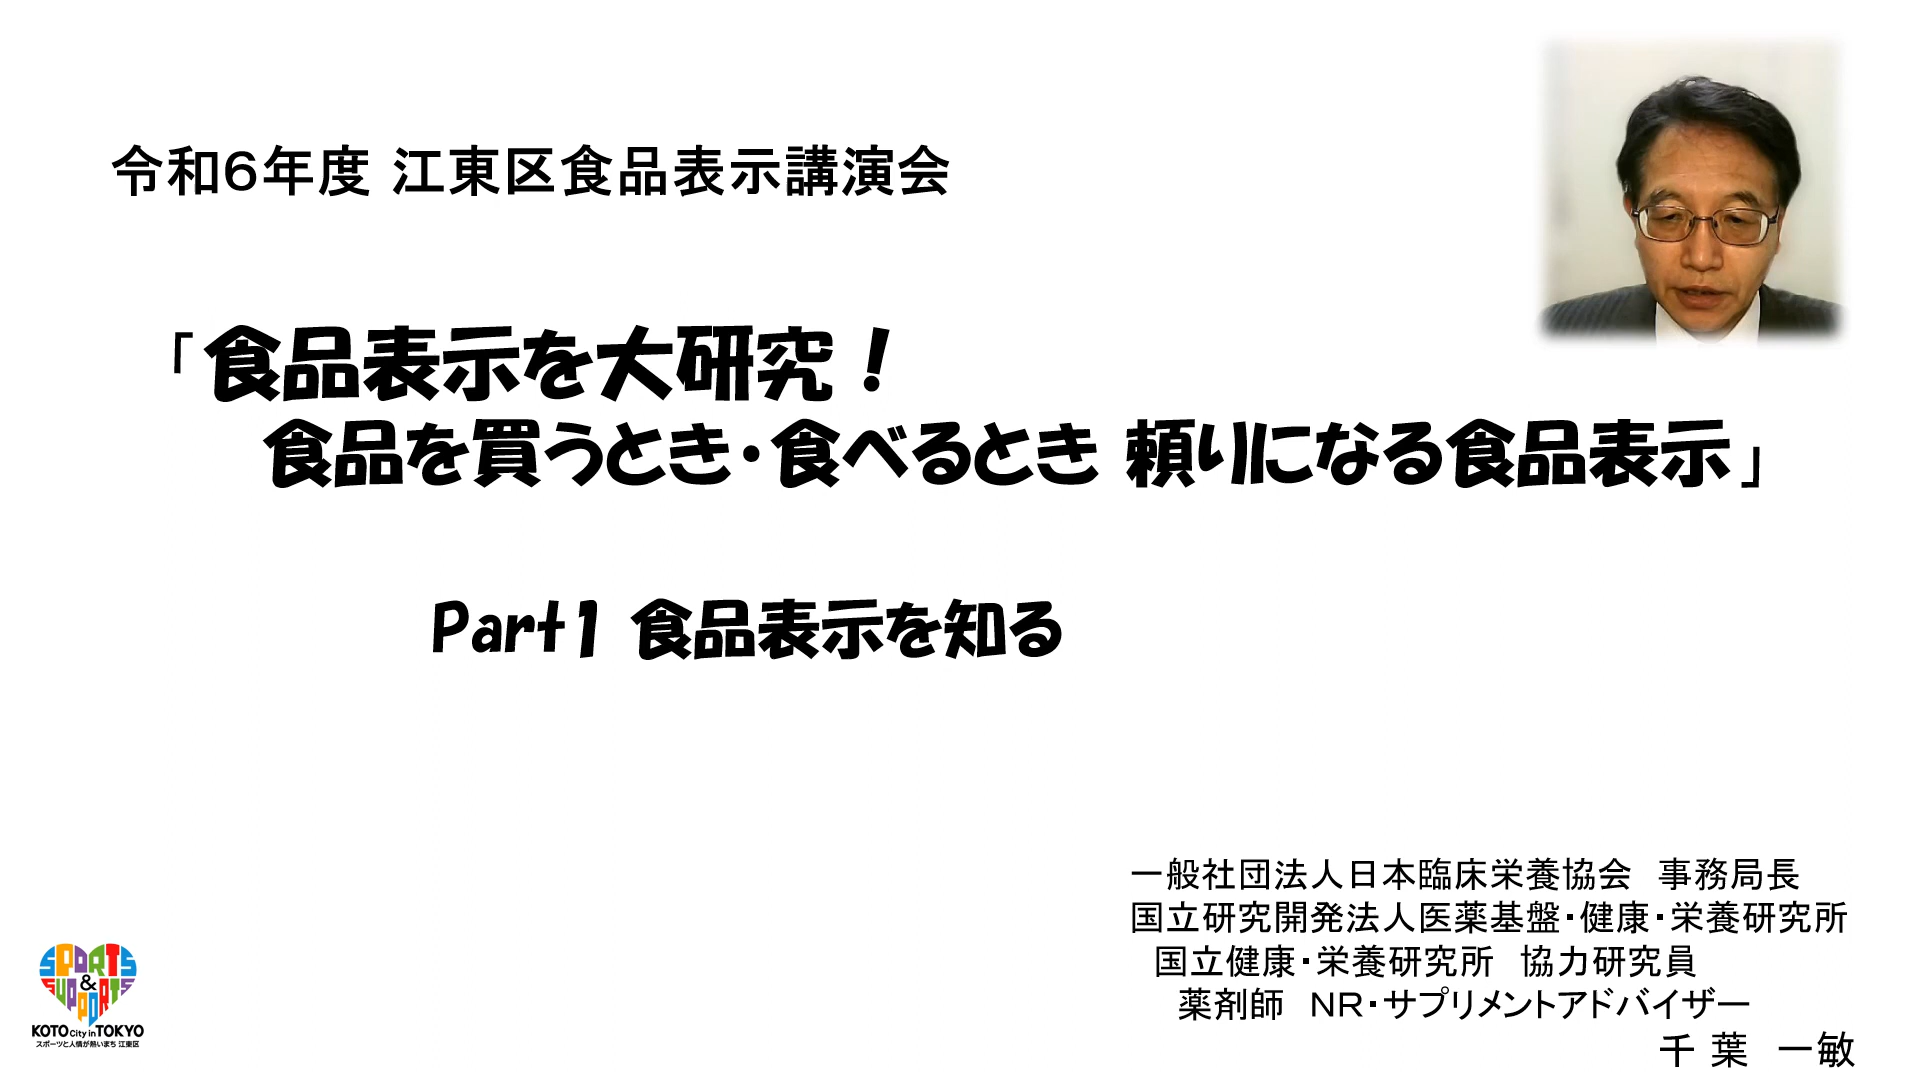 令和6年度 江東区食品表示講演会
「食品表示を大研究！
食品を買うとき・食べるとき 頼りになる食品表示」
Part1 食品表示を知る
一般社団法人日本臨床栄養協会　事務局長
国立研究開発法人医薬基盤・健康・栄養研究所
国立健康・栄養研究所　協力研究員
薬剤師　NR・サプリメントアドバイザー
千 葉　一敏
SPORTS
&
SUPPORTS
KOTO City in TOKYO
スポーツと人情が熱いまち 江東区